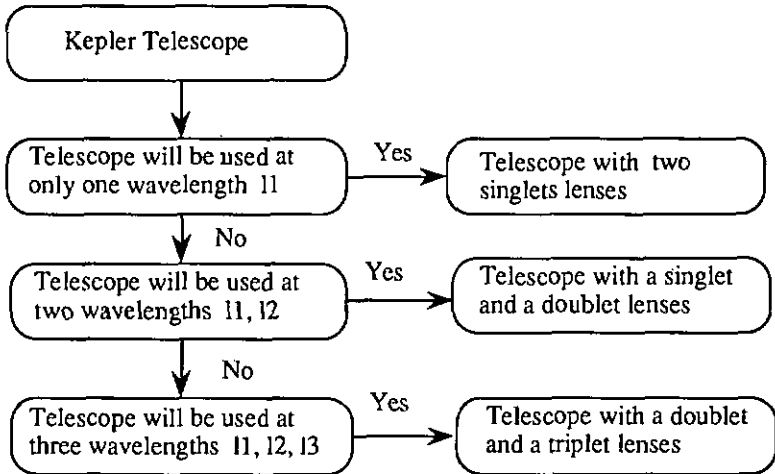 Kepler Telescope
Telescope will be used at
only one wavelength l1
Yes
Telescope with two
singlets lenses
No
Telescope will be used at
two wavelengths l1, l2
Yes
Telescope with a singlet
and a doublet lenses
No
Telescope will be used at
three wavelengths l1, l2, l3
Yes
Telescope with a doublet
and a triplet lenses